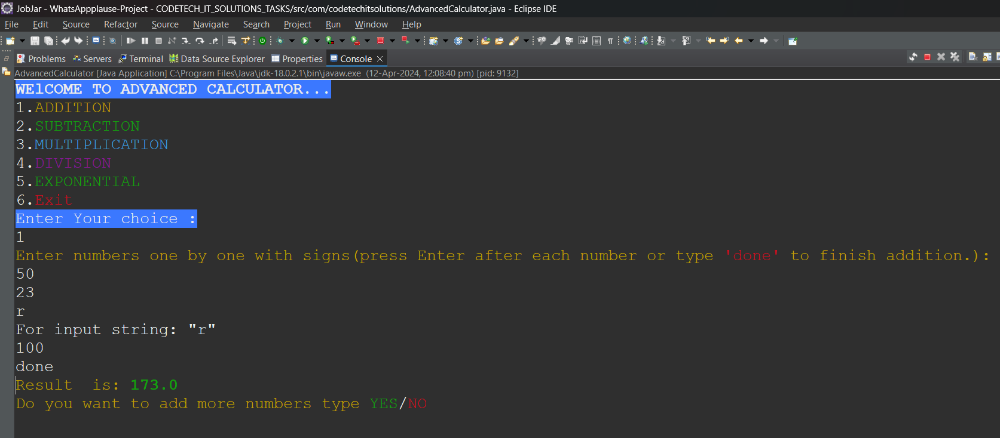 JobJar - WhatsAppplause-Project - CODETECH_IT_SOLUTIONS_TASKS/src/com/codetechitsolutions/AdvancedCalculator.java - Eclipse IDE
File Edit Source Refactor Source Navigate Search Project Run Window Help
Problems Servers Terminal Data Source Explorer Properties Console
AdvancedCalculator [Java Application] C:\Program Files\Java\jdk-18.0.2.1\bin\javaw.exe (12-Apr-2024, 12:08:40 pm) [pid: 9132]
WElCOME TO ADVANCED CALCULATOR...
1.ADDITION
2.SUBTRACTION
3.MULTIPLICATION
4.DIVISION
5.EXPONENTIAL
6.Exit
Enter Your choice :
1
Enter numbers one by one with signs(press Enter after each number or type 'done' to finish addition.):
50
23
r
For input string: "r"
100
done
Result  is: 173.0
Do you want to add more numbers type YES/NO